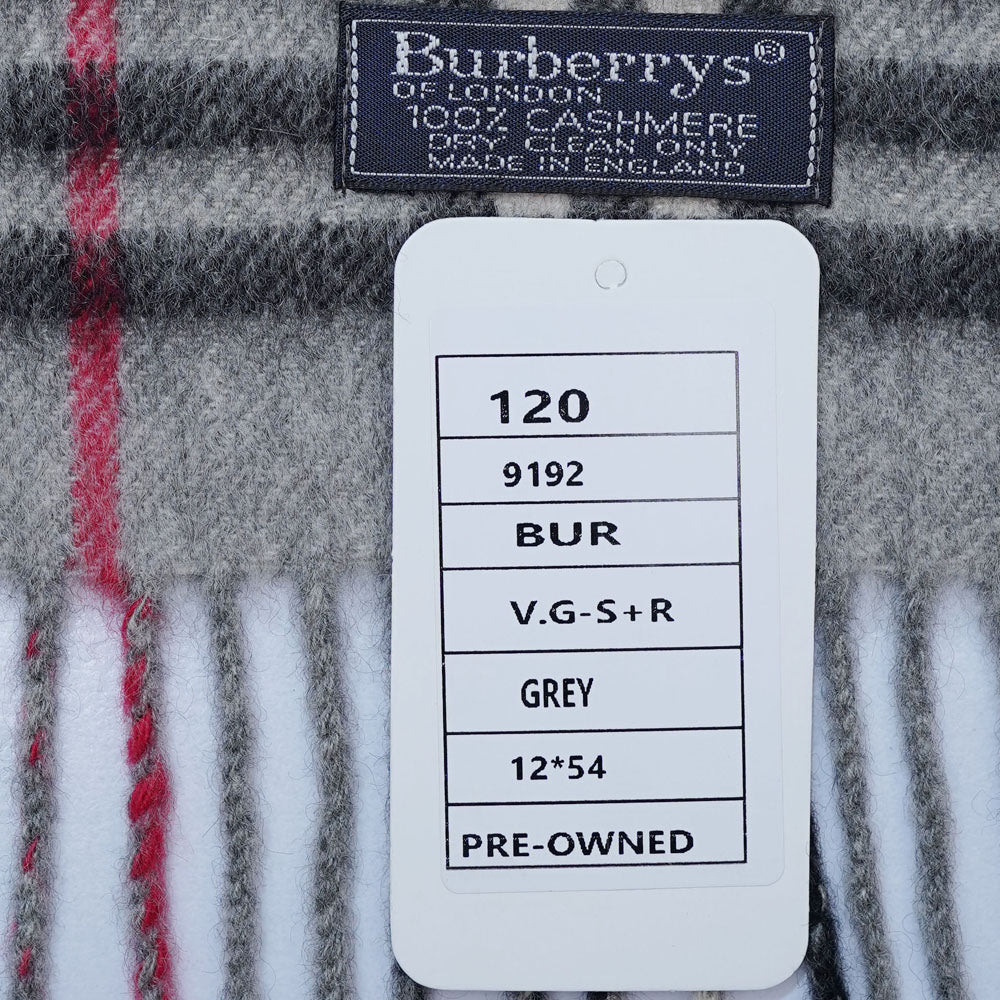 Burberrys®
OF LONDON
100% CASHMERE
DRY CLEAN ONLY
MADE IN ENGLAND
120
9192
BUR
V.G-S+R
GREY
12*54
PRE-OWNED